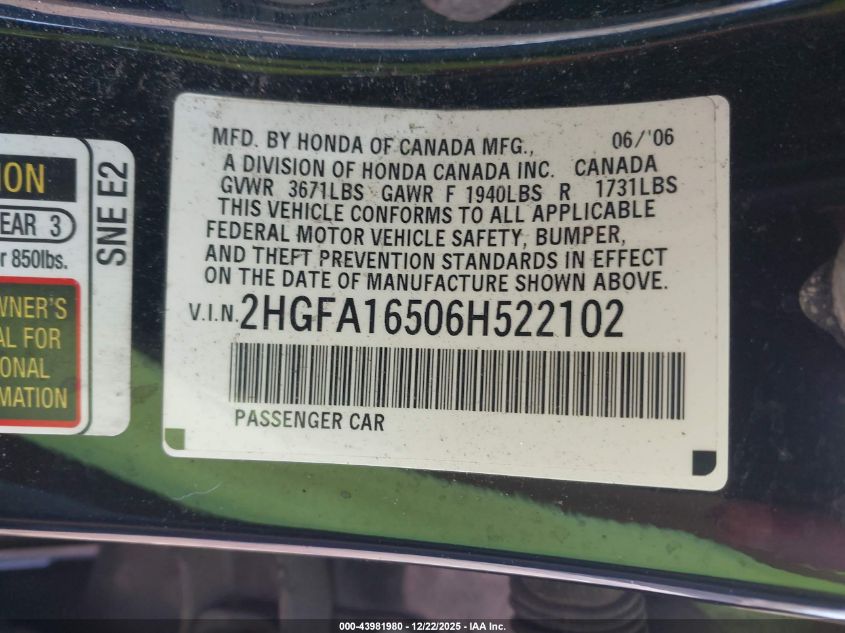 ION
EAR 3
r 850lbs.
WNER'S
AL FOR
ONAL
RMATION
SNE E2
MFD. BY HONDA OF CANADA MFG., 06/'06
A DIVISION OF HONDA CANADA INC. CANADA
GVWR 3671LBS GAWR F 1940LBS R 1731LBS
THIS VEHICLE CONFORMS TO ALL APPLICABLE
FEDERAL MOTOR VEHICLE SAFETY, BUMPER,
AND THEFT PREVENTION STANDARDS IN EFFECT
ON THE DATE OF MANUFACTURE SHOWN ABOVE.
V.I.N. 2HGFA16506H522102
PASSENGER CAR
000-43981980 - 12/22/2025 - IAA Inc.